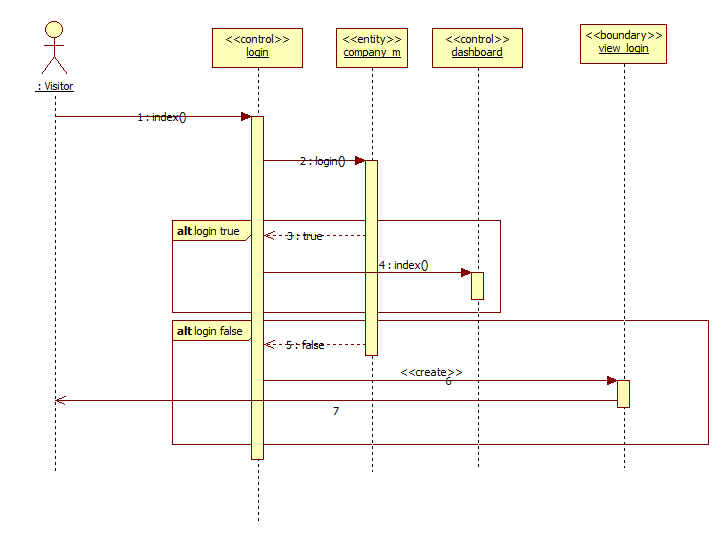 <<control>>
login
<<entity>>
company_m
<<control>>
dashboard
<<boundary>>
view_login
: Visitor
1 : index()
2 : login()
alt login true
3 : true
4 : index()
alt login false
5 : false
<<create>>
6
7